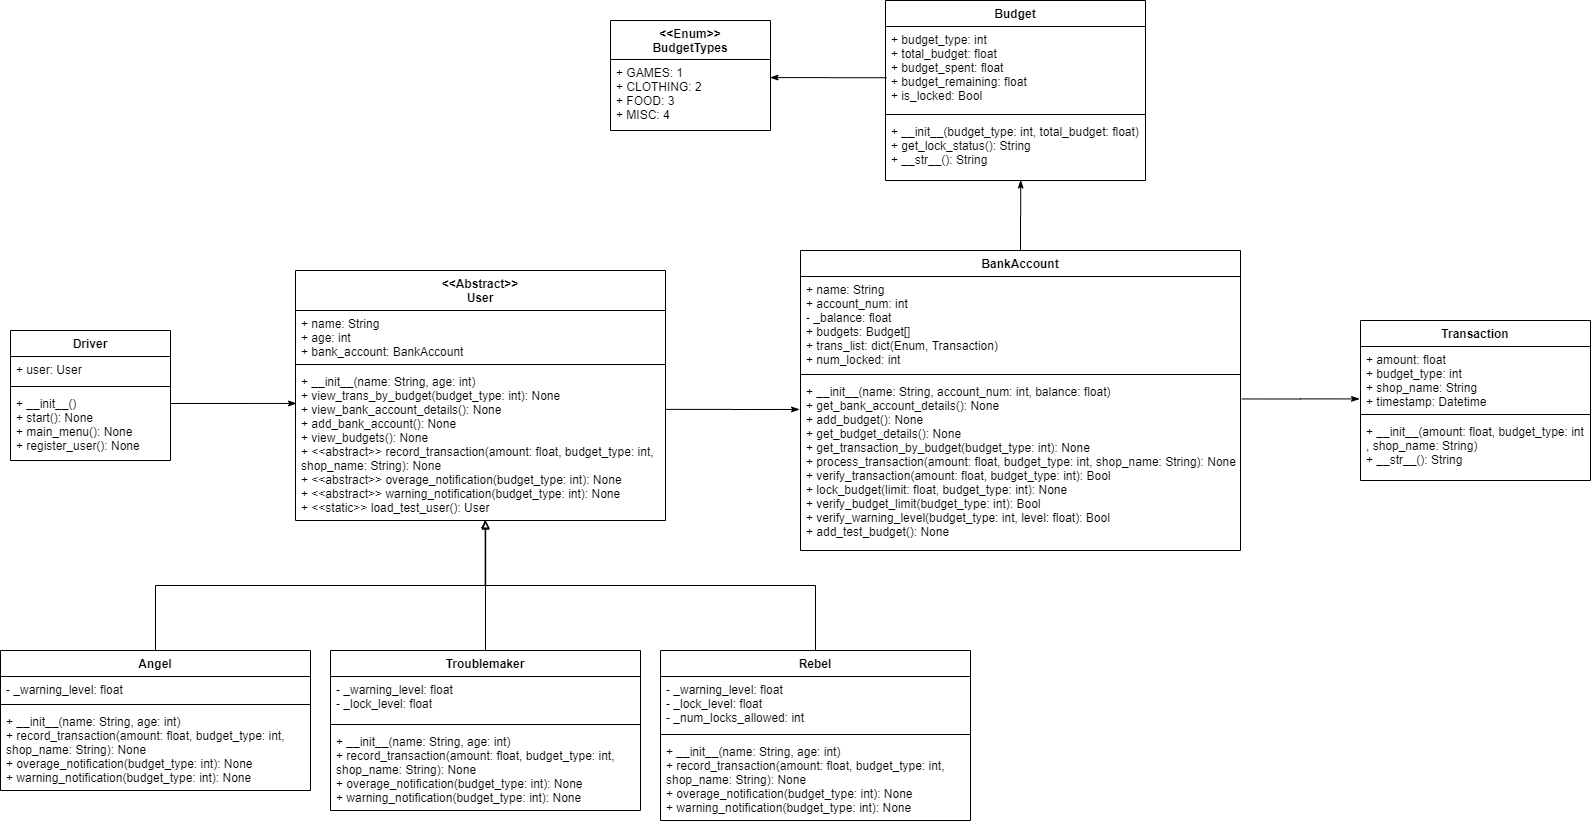 Budget
+ budget_type: int
+ total_budget: float
+ budget_spent: float
+ budget_remaining: float
+ is_locked: Bool
+ __init__(budget_type: int, total_budget: float)
+ get_lock_status(): String
+ __str__(): String
<<Enum>>
BudgetTypes
+ GAMES: 1
+ CLOTHING: 2
+ FOOD: 3
+ MISC: 4
BankAccount
+ name: String
+ account_num: int
- _balance: float
+ budgets: Budget[]
+ trans_list: dict(Enum, Transaction)
+ num_locked: int
+ __init__(name: String, account_num: int, balance: float)
+ get_bank_account_details(): None
+ add_budget(): None
+ get_budget_details(): None
+ get_transaction_by_budget(budget_type: int): None
+ process_transaction(amount: float, budget_type: int, shop_name: String): None
+ verify_transaction(amount: float, budget_type: int): Bool
+ lock_budget(limit: float, budget_type: int): None
+ verify_budget_limit(budget_type: int): Bool
+ verify_warning_level(budget_type: int, level: float): Bool
+ add_test_budget(): None
<<Abstract>>
User
+ name: String
+ age: int
+ bank_account: BankAccount
+ __init__(name: String, age: int)
+ view_trans_by_budget(budget_type: int): None
+ view_bank_account_details(): None
+ add_bank_account(): None
+ view_budgets(): None
+ <<abstract>> record_transaction(amount: float, budget_type: int,
shop_name: String): None
+ <<abstract>> overage_notification(budget_type: int): None
+ <<abstract>> warning_notification(budget_type: int): None
+ <<static>> load_test_user(): User
Driver
+ user: User
+ __init__()
+ start(): None
+ main_menu(): None
+ register_user(): None
Transaction
+ amount: float
+ budget_type: int
+ shop_name: String
+ timestamp: Datetime
+ __init__(amount: float, budget_type: int
, shop_name: String)
+ __str__(): String
Angel
- _warning_level: float
+ __init__(name: String, age: int)
+ record_transaction(amount: float, budget_type: int,
shop_name: String): None
+ overage_notification(budget_type: int): None
+ warning_notification(budget_type: int): None
Troublemaker
- _warning_level: float
- _lock_level: float
+ __init__(name: String, age: int)
+ record_transaction(amount: float, budget_type: int,
shop_name: String): None
+ overage_notification(budget_type: int): None
+ warning_notification(budget_type: int): None
Rebel
- _warning_level: float
- _lock_level: float
- _num_locks_allowed: int
+ __init__(name: String, age: int)
+ record_transaction(amount: float, budget_type: int,
shop_name: String): None
+ overage_notification(budget_type: int): None
+ warning_notification(budget_type: int): None